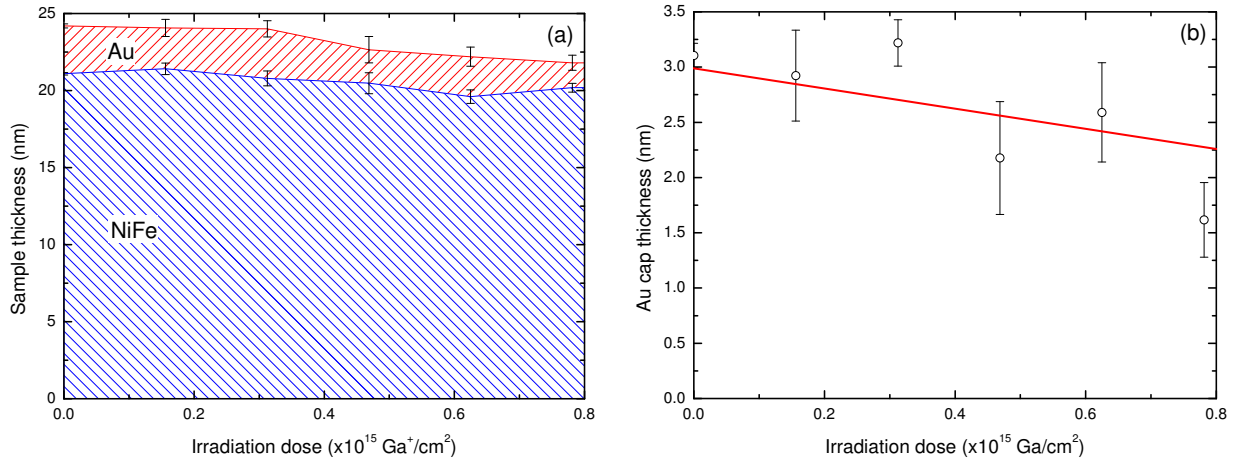 (a)
Au
NiFe
Sample thickness (nm)
25
20
15
10
5
0
0.0 0.2 0.4 0.6 0.8
Irradiation dose (x10¹⁵ Ga⁺/cm²)
(b)
Au cap thickness (nm)
3.5
3.0
2.5
2.0
1.5
1.0
0.5
0.0
0.0 0.2 0.4 0.6 0.8
Irradiation dose (x10¹⁵ Ga/cm²)